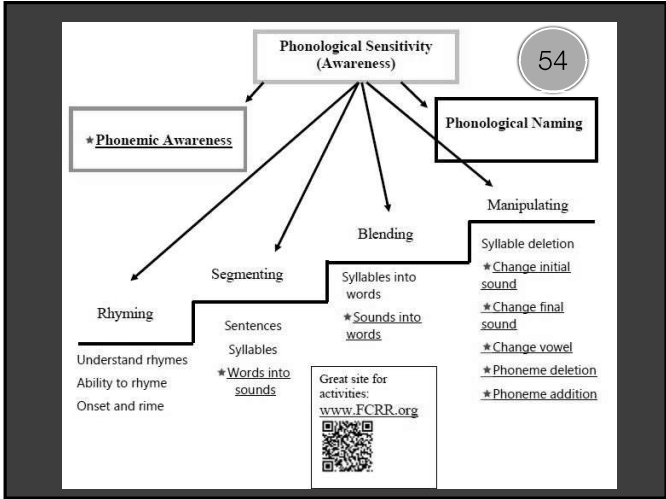 Phonological Sensitivity
(Awareness)
54
★Phonemic Awareness
Phonological Naming
Manipulating
Blending
Segmenting
Rhyming
Syllable deletion
★Change initial
sound
★Change final
sound
★Change vowel
★Phoneme deletion
★Phoneme addition
Syllables into
words
★Sounds into
words
Sentences
Syllables
★Words into
sounds
Understand rhymes
Ability to rhyme
Onset and rime
Great site for
activities:
www.FCRR.org